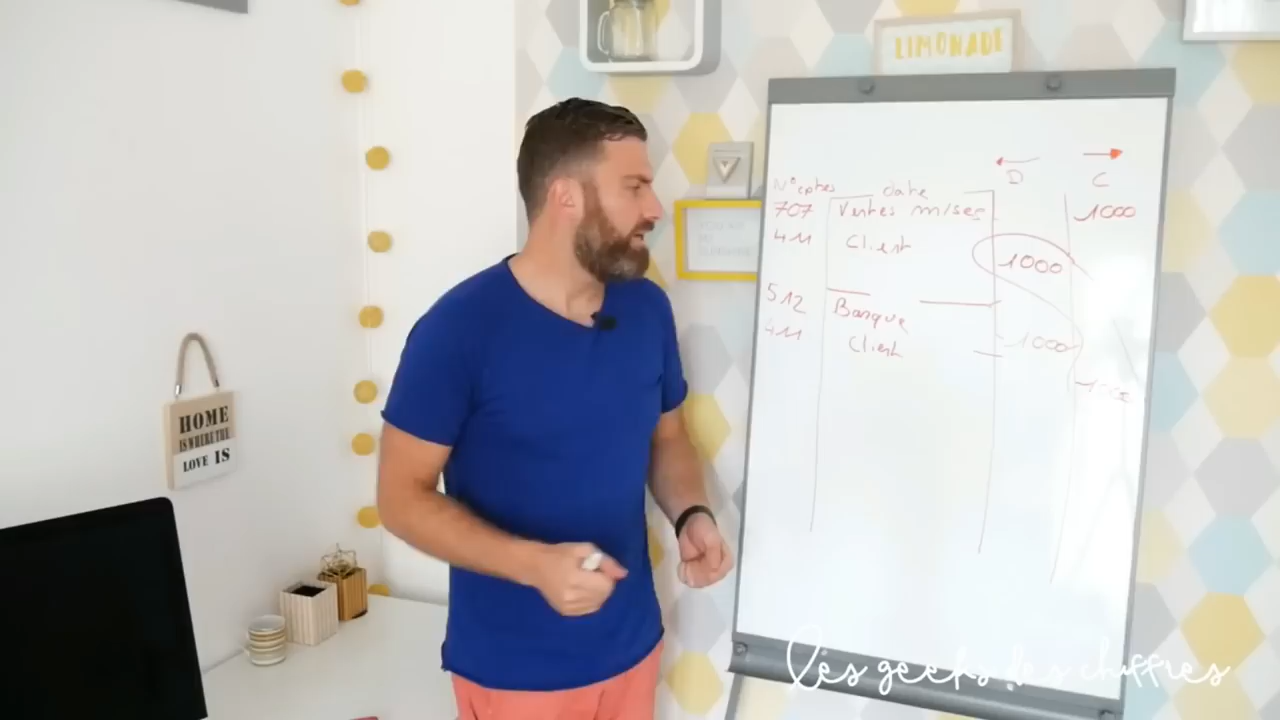 LIMONADE
D C
N° cptes date
707 Ventes m/ses 1000
411 Client 1000
512 Banque 1000
411 Client 1000
HOME
IS WHERE THE
LOVE IS
les geeks des chiffres